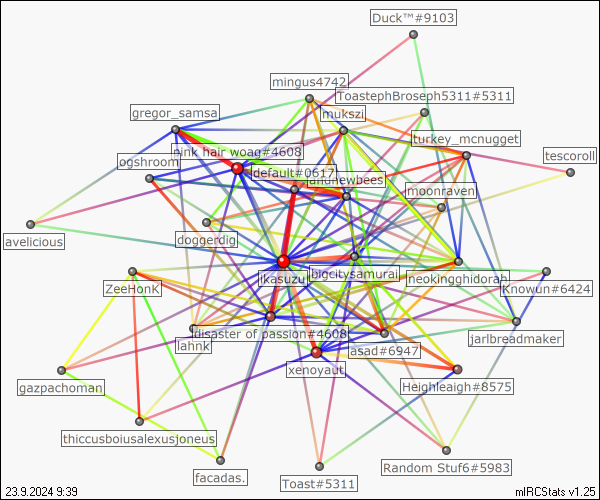 Duck™#9103
mingus4742
ToastephBroseph5311#5311
gregor_samsa
mukszi
turkey_mcnugget
pink hair woag#4608
tescoroll
ogshroom
default#0617
andnewbees
moonraven
avelicious
doggerdig
ikasuzu
bigcitysamurai
neokingghidorah
Knowun#6424
ZeeHonk
disaster of passion#4608
jarlbreadmaker
lahnk
asad#6947
xenoyaut
gazpachoman
Heighleaigh#8575
thiccusboiusalexusjoneus
Random Stuf6#5983
facadas.
Toast#5311
23.9.2024 9:39
mIRCStats v1.25